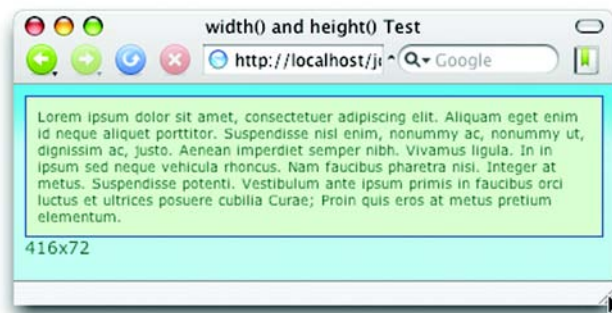 width() and height() Test
http://localhost/j
Google
Lorem ipsum dolor sit amet, consectetuer adipiscing elit. Aliquam eget enim
id neque aliquet porttitor. Suspendisse nisl enim, nonummy ac, nonummy ut,
dignissim ac, justo. Aenean imperdiet semper nibh. Vivamus ligula. In in
ipsum sed neque vehicula rhoncus. Nam faucibus pharetra nisi. Integer at
metus. Suspendisse potenti. Vestibulum ante ipsum primis in faucibus orci
luctus et ultrices posuere cubilia Curae; Proin quis eros at metus pretium
elementum.
416x72